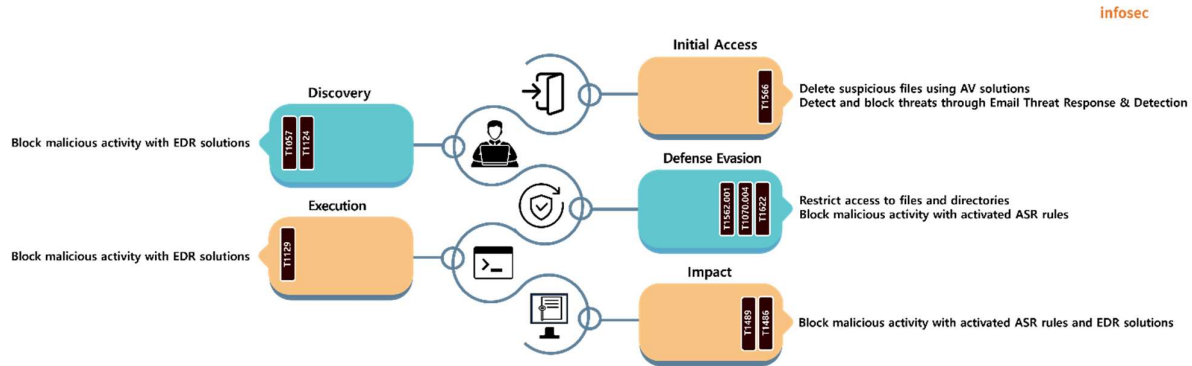 infosec
Initial Access
T1566
Delete suspicious files using AV solutions
Detect and block threats through Email Threat Response & Detection
Discovery
T1057
T1124
Block malicious activity with EDR solutions
Defense Evasion
T1562.001
T1070.004
T1622
Restrict access to files and directories
Block malicious activity with activated ASR rules
Execution
T1129
Block malicious activity with EDR solutions
Impact
T1489
T1486
Block malicious activity with activated ASR rules and EDR solutions